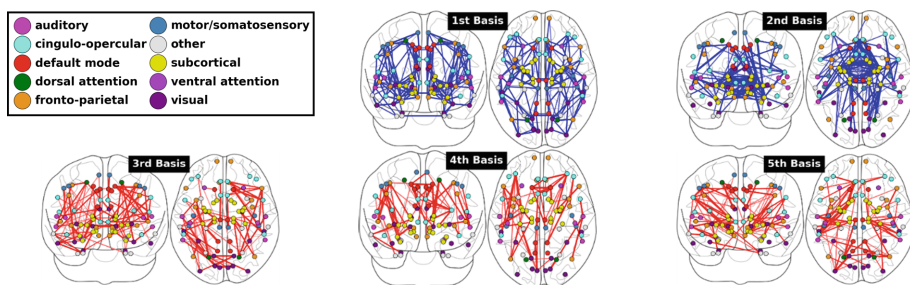 auditory
cingulo-opercular
default mode
dorsal attention
fronto-parietal
motor/somatosensory
other
subcortical
ventral attention
visual
1st Basis
2nd Basis
3rd Basis
4th Basis
5th Basis